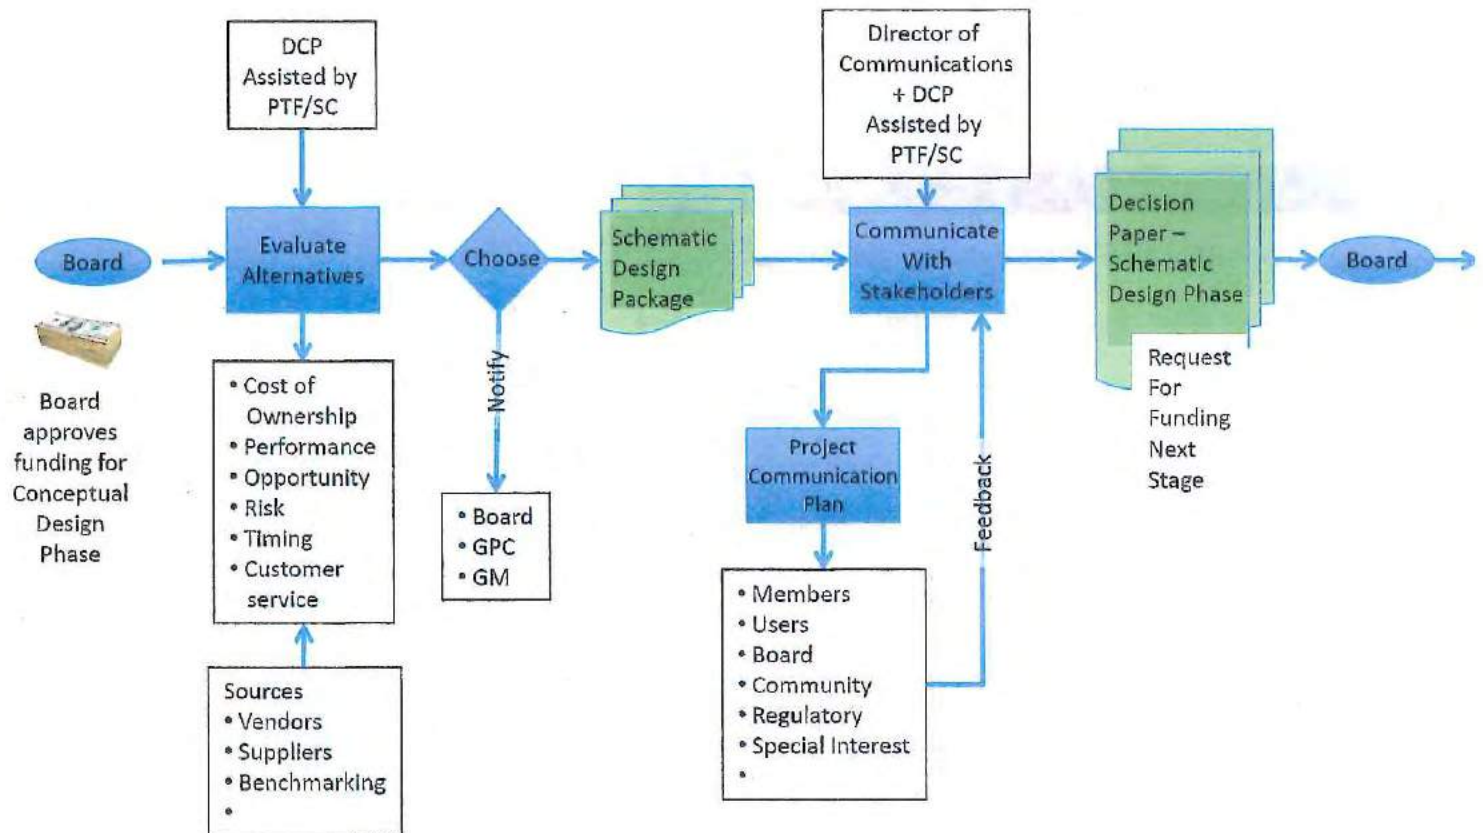 DCP
Assisted by
PTF/SC
Director of
Communications
+ DCP
Assisted by
PTF/SC
Board
Evaluate
Alternatives
Choose
Schematic
Design
Package
Communicate
With
Stakeholders
Decision
Paper –
Schematic
Design Phase
Board
Request
For
Funding
Next
Stage
Board
approves
funding for
Conceptual
Design
Phase
• Cost of
Ownership
• Performance
• Opportunity
• Risk
• Timing
• Customer
service
Notify
• Board
• GPC
• GM
Project
Communication
Plan
Feedback
• Members
• Users
• Board
• Community
• Regulatory
• Special Interest
•
Sources
• Vendors
• Suppliers
• Benchmarking
•